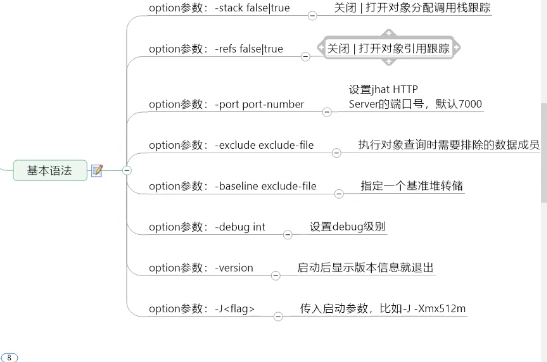 option参数：-stack false|true
关闭 | 打开对象分配调用栈跟踪
option参数：-refs false|true
关闭 | 打开对象引用跟踪
option参数：-port port-number
设置jhat HTTP
Server的端口号，默认7000
option参数：-exclude exclude-file
执行对象查询时需要排除的数据成员
基本语法
option参数：-baseline exclude-file
指定一个基准堆转储
option参数：-debug int
设置debug级别
option参数：-version
启动后显示版本信息就退出
option参数：-J<flag>
传入启动参数，比如-J -Xmx512m
8